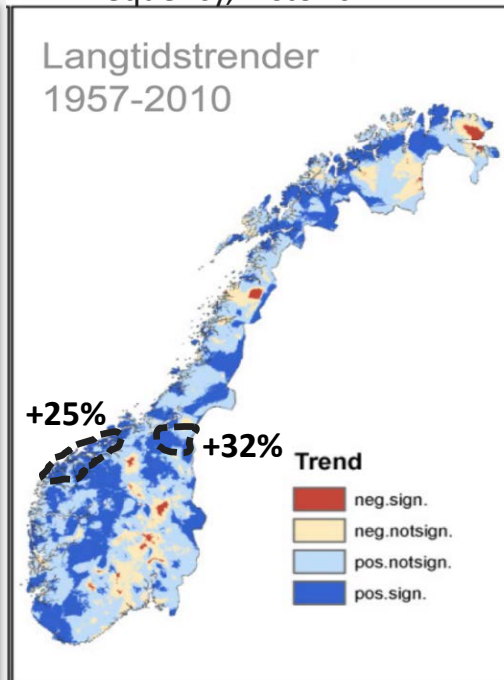 Langtidstrender
1957-2010
+25%
+32%
Trend
neg.sign.
neg.notsign.
pos.notsign.
pos.sign.